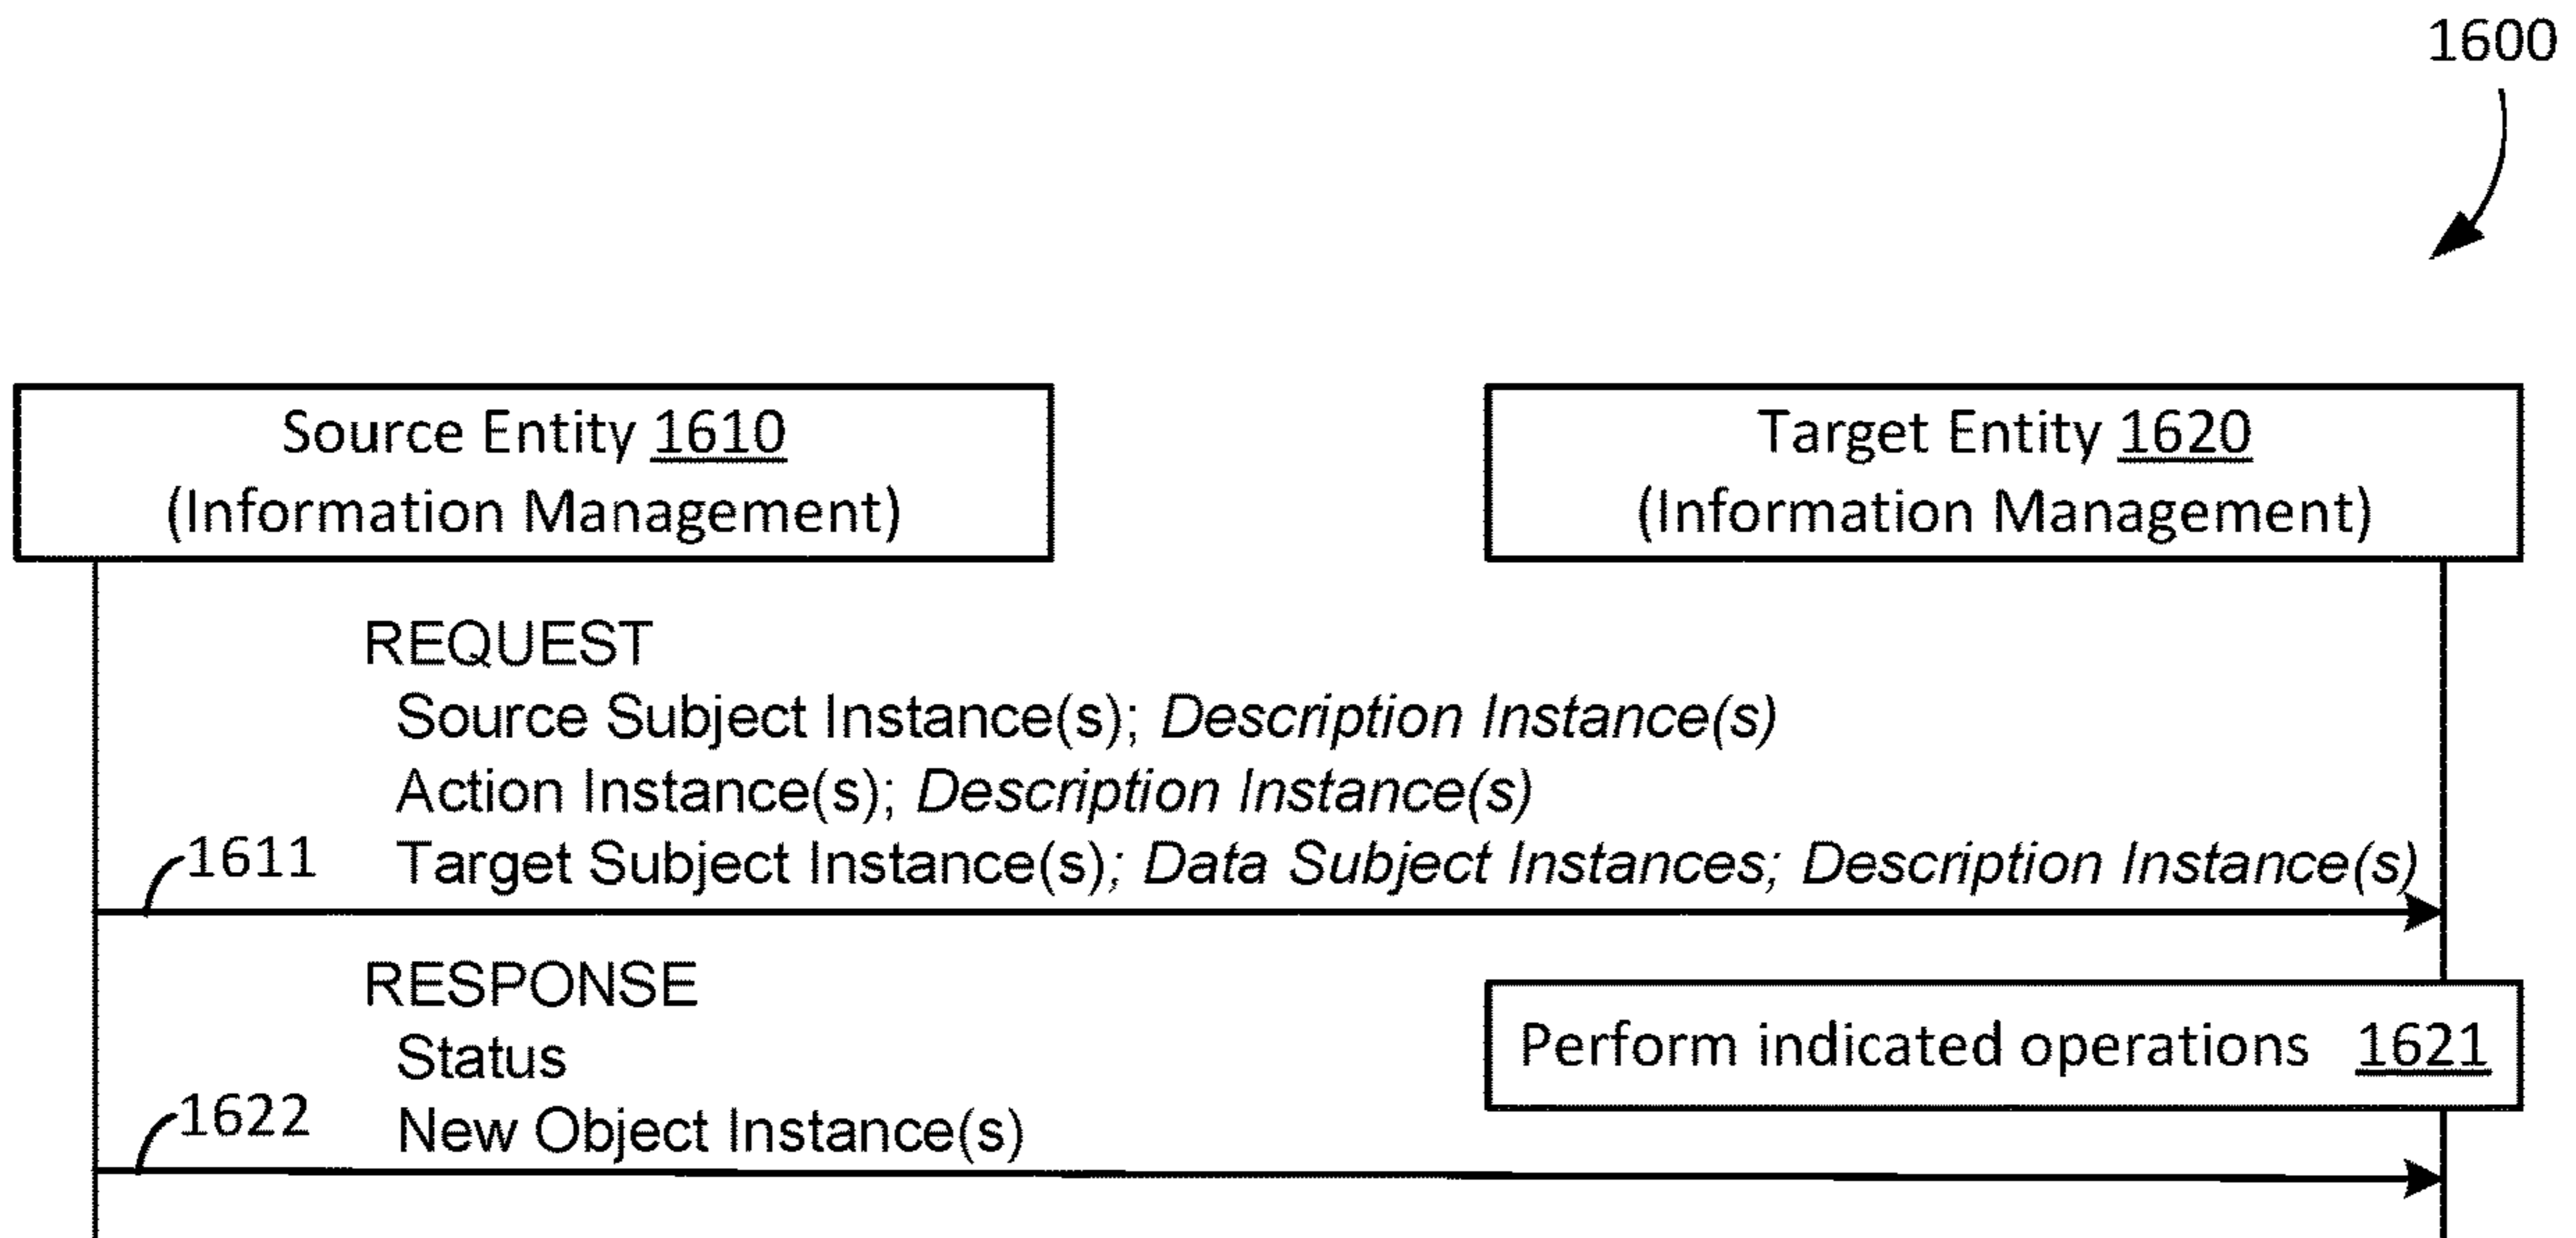 1600
Source Entity 1610
(Information Management)
Target Entity 1620
(Information Management)
REQUEST
Source Subject Instance(s); Description Instance(s)
Action Instance(s); Description Instance(s)
1611
Target Subject Instance(s); Data Subject Instances; Description Instance(s)
RESPONSE
Status
Perform indicated operations 1621
1622
New Object Instance(s)